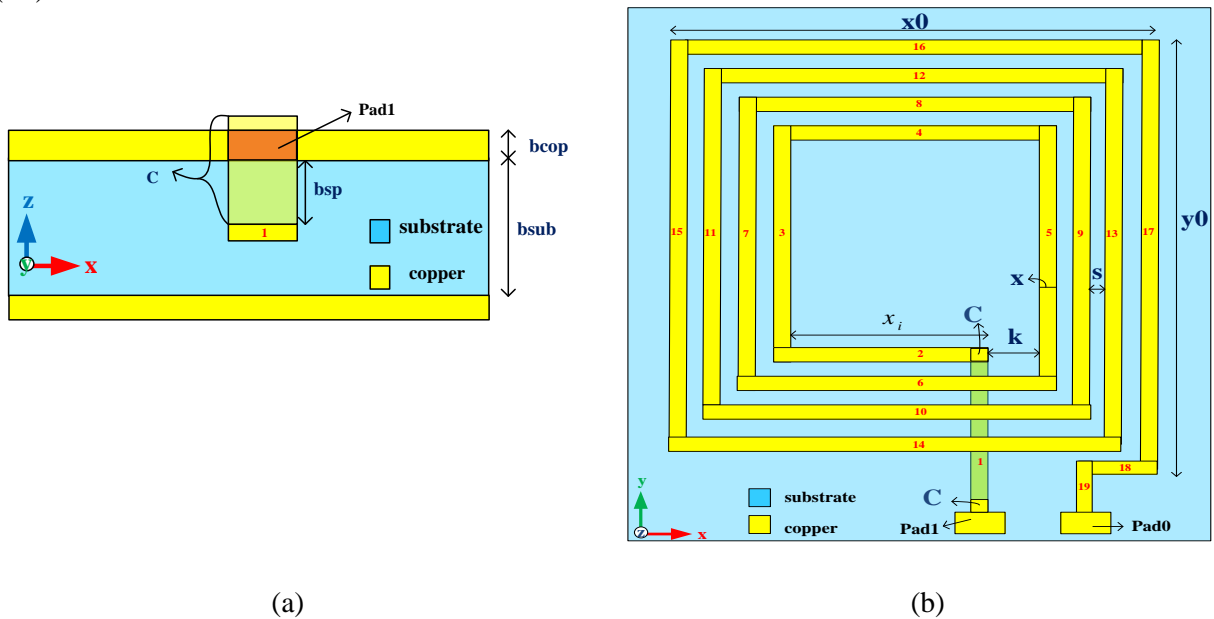 Pad1
bcop
C
bsp
bsub
z
y
x
1
substrate
copper
(a)
x0
16
12
8
4
15
11
7
3
5
9
13
17
y0
x
s
x_i
C
k
2
6
10
14
1
18
19
C
y
z
x
substrate
copper
Pad1
Pad0
(b)